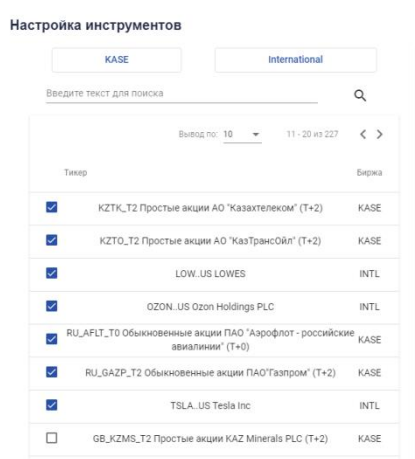 Настройка инструментов
KASE International
Введите текст для поиска
Вывод по: 10 11 - 20 из 227
Тикер Биржа
KZTK_T2 Простые акции АО "Казахтелеком" (T+2) KASE
KZTO_T2 Простые акции АО "КазТрансОйл" (T+2) KASE
LOW..US LOWES INTL
OZON..US Ozon Holdings PLC INTL
RU_AFLT_T0 Обыкновенные акции ПАО "Аэрофлот - российские
авиалинии" (T+0) KASE
RU_GAZP_T2 Обыкновенные акции ПАО"Газпром" (T+2) KASE
TSLA..US Tesla Inc INTL
GB_KZMS_T2 Простые акции KAZ Minerals PLC (T+2) KASE